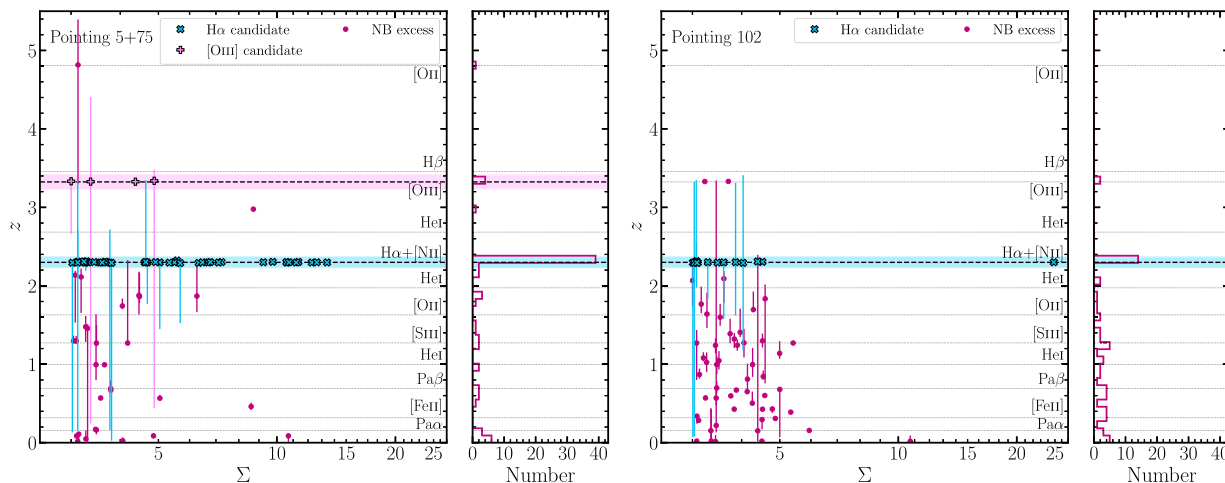 Pointing 5+75
Hα candidate
NB excess
[OIII] candidate
[OII]
Hβ
[OIII]
HeI
Hα+[NII]
HeI
[OII]
[SIII]
HeI
Paβ
[FeII]
Paα
z
0
1
2
3
4
5
5
10
15
20
25
Σ
0
10
20
30
40
Number
Pointing 102
Hα candidate
NB excess
[OII]
Hβ
[OIII]
HeI
Hα+[NII]
HeI
[OII]
[SIII]
HeI
Paβ
[FeII]
Paα
z
0
1
2
3
4
5
5
10
15
20
25
Σ
0
10
20
30
40
Number